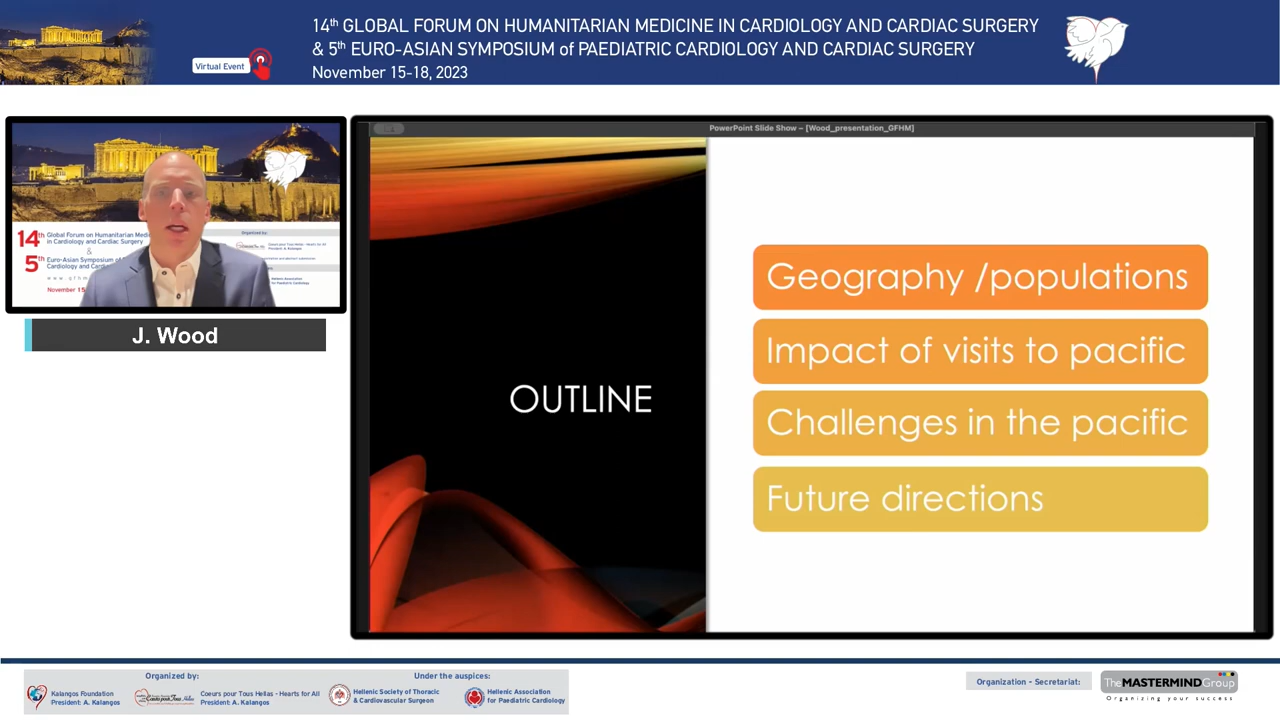 14th GLOBAL FORUM ON HUMANITARIAN MEDICINE IN CARDIOLOGY AND CARDIAC SURGERY
& 5th EURO-ASIAN SYMPOSIUM of PAEDIATRIC CARDIOLOGY AND CARDIAC SURGERY
November 15-18, 2023
Virtual Event
14th Global Forum on Humanitarian Medic
in Cardiology and Cardiac Surgery
&
5th Euro-Asian Symposium
Cardiology and Car
November 15
Organized by:
J. Wood
PowerPoint Slide Show – [Wood_presentation_GFHM]
OUTLINE
Geography /populations
Impact of visits to pacific
Challenges in the pacific
Future directions
Organized by:
Kalangos Foundation
President: A. Kalangos
Coeurs pour Tous Hellas - Hearts for All
President: A. Kalangos
Under the auspices:
Hellenic Society of Thoracic
& Cardiovascular Surgeon
Hellenic Association
for Paediatric Cardiology
Organization - Secretariat:
The MASTERMIND Group
Organizing your success